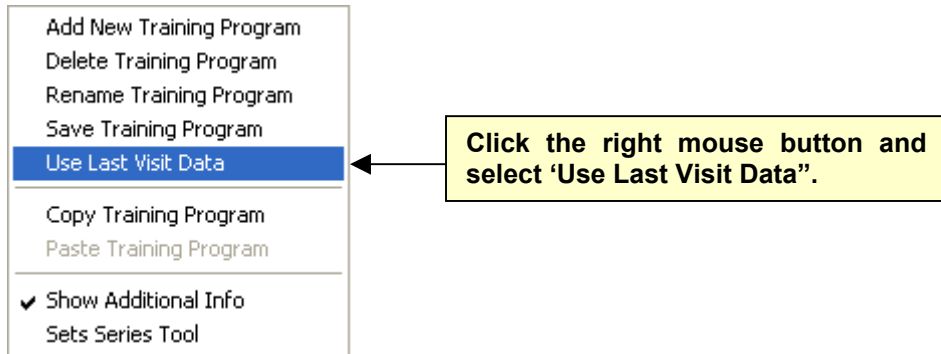 Add New Training Program
Delete Training Program
Rename Training Program
Save Training Program
Use Last Visit Data
Copy Training Program
Paste Training Program
Show Additional Info
Sets Series Tool
Click the right mouse button and
select ‘Use Last Visit Data”.